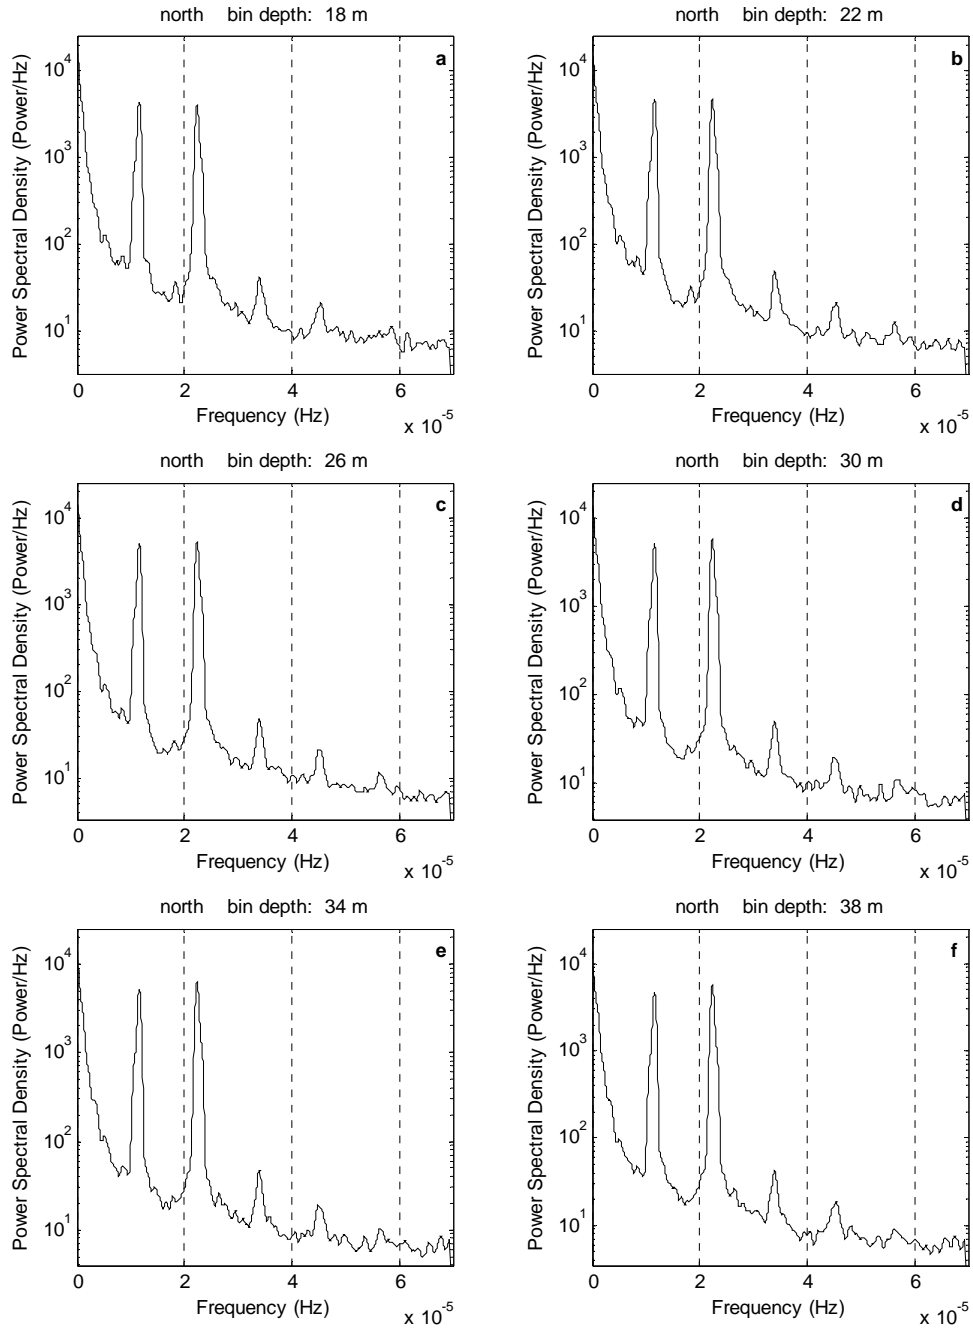 north bin depth: 18 m
a
Power Spectral Density (Power/Hz)
10^4
10^3
10^2
10^1
0 2 4 6
Frequency (Hz)
x 10^-5
north bin depth: 22 m
b
Power Spectral Density (Power/Hz)
10^4
10^3
10^2
10^1
0 2 4 6
Frequency (Hz)
x 10^-5
north bin depth: 26 m
c
Power Spectral Density (Power/Hz)
10^4
10^3
10^2
10^1
0 2 4 6
Frequency (Hz)
x 10^-5
north bin depth: 30 m
d
Power Spectral Density (Power/Hz)
10^4
10^3
10^2
10^1
0 2 4 6
Frequency (Hz)
x 10^-5
north bin depth: 34 m
e
Power Spectral Density (Power/Hz)
10^4
10^3
10^2
10^1
0 2 4 6
Frequency (Hz)
x 10^-5
north bin depth: 38 m
f
Power Spectral Density (Power/Hz)
10^4
10^3
10^2
10^1
0 2 4 6
Frequency (Hz)
x 10^-5